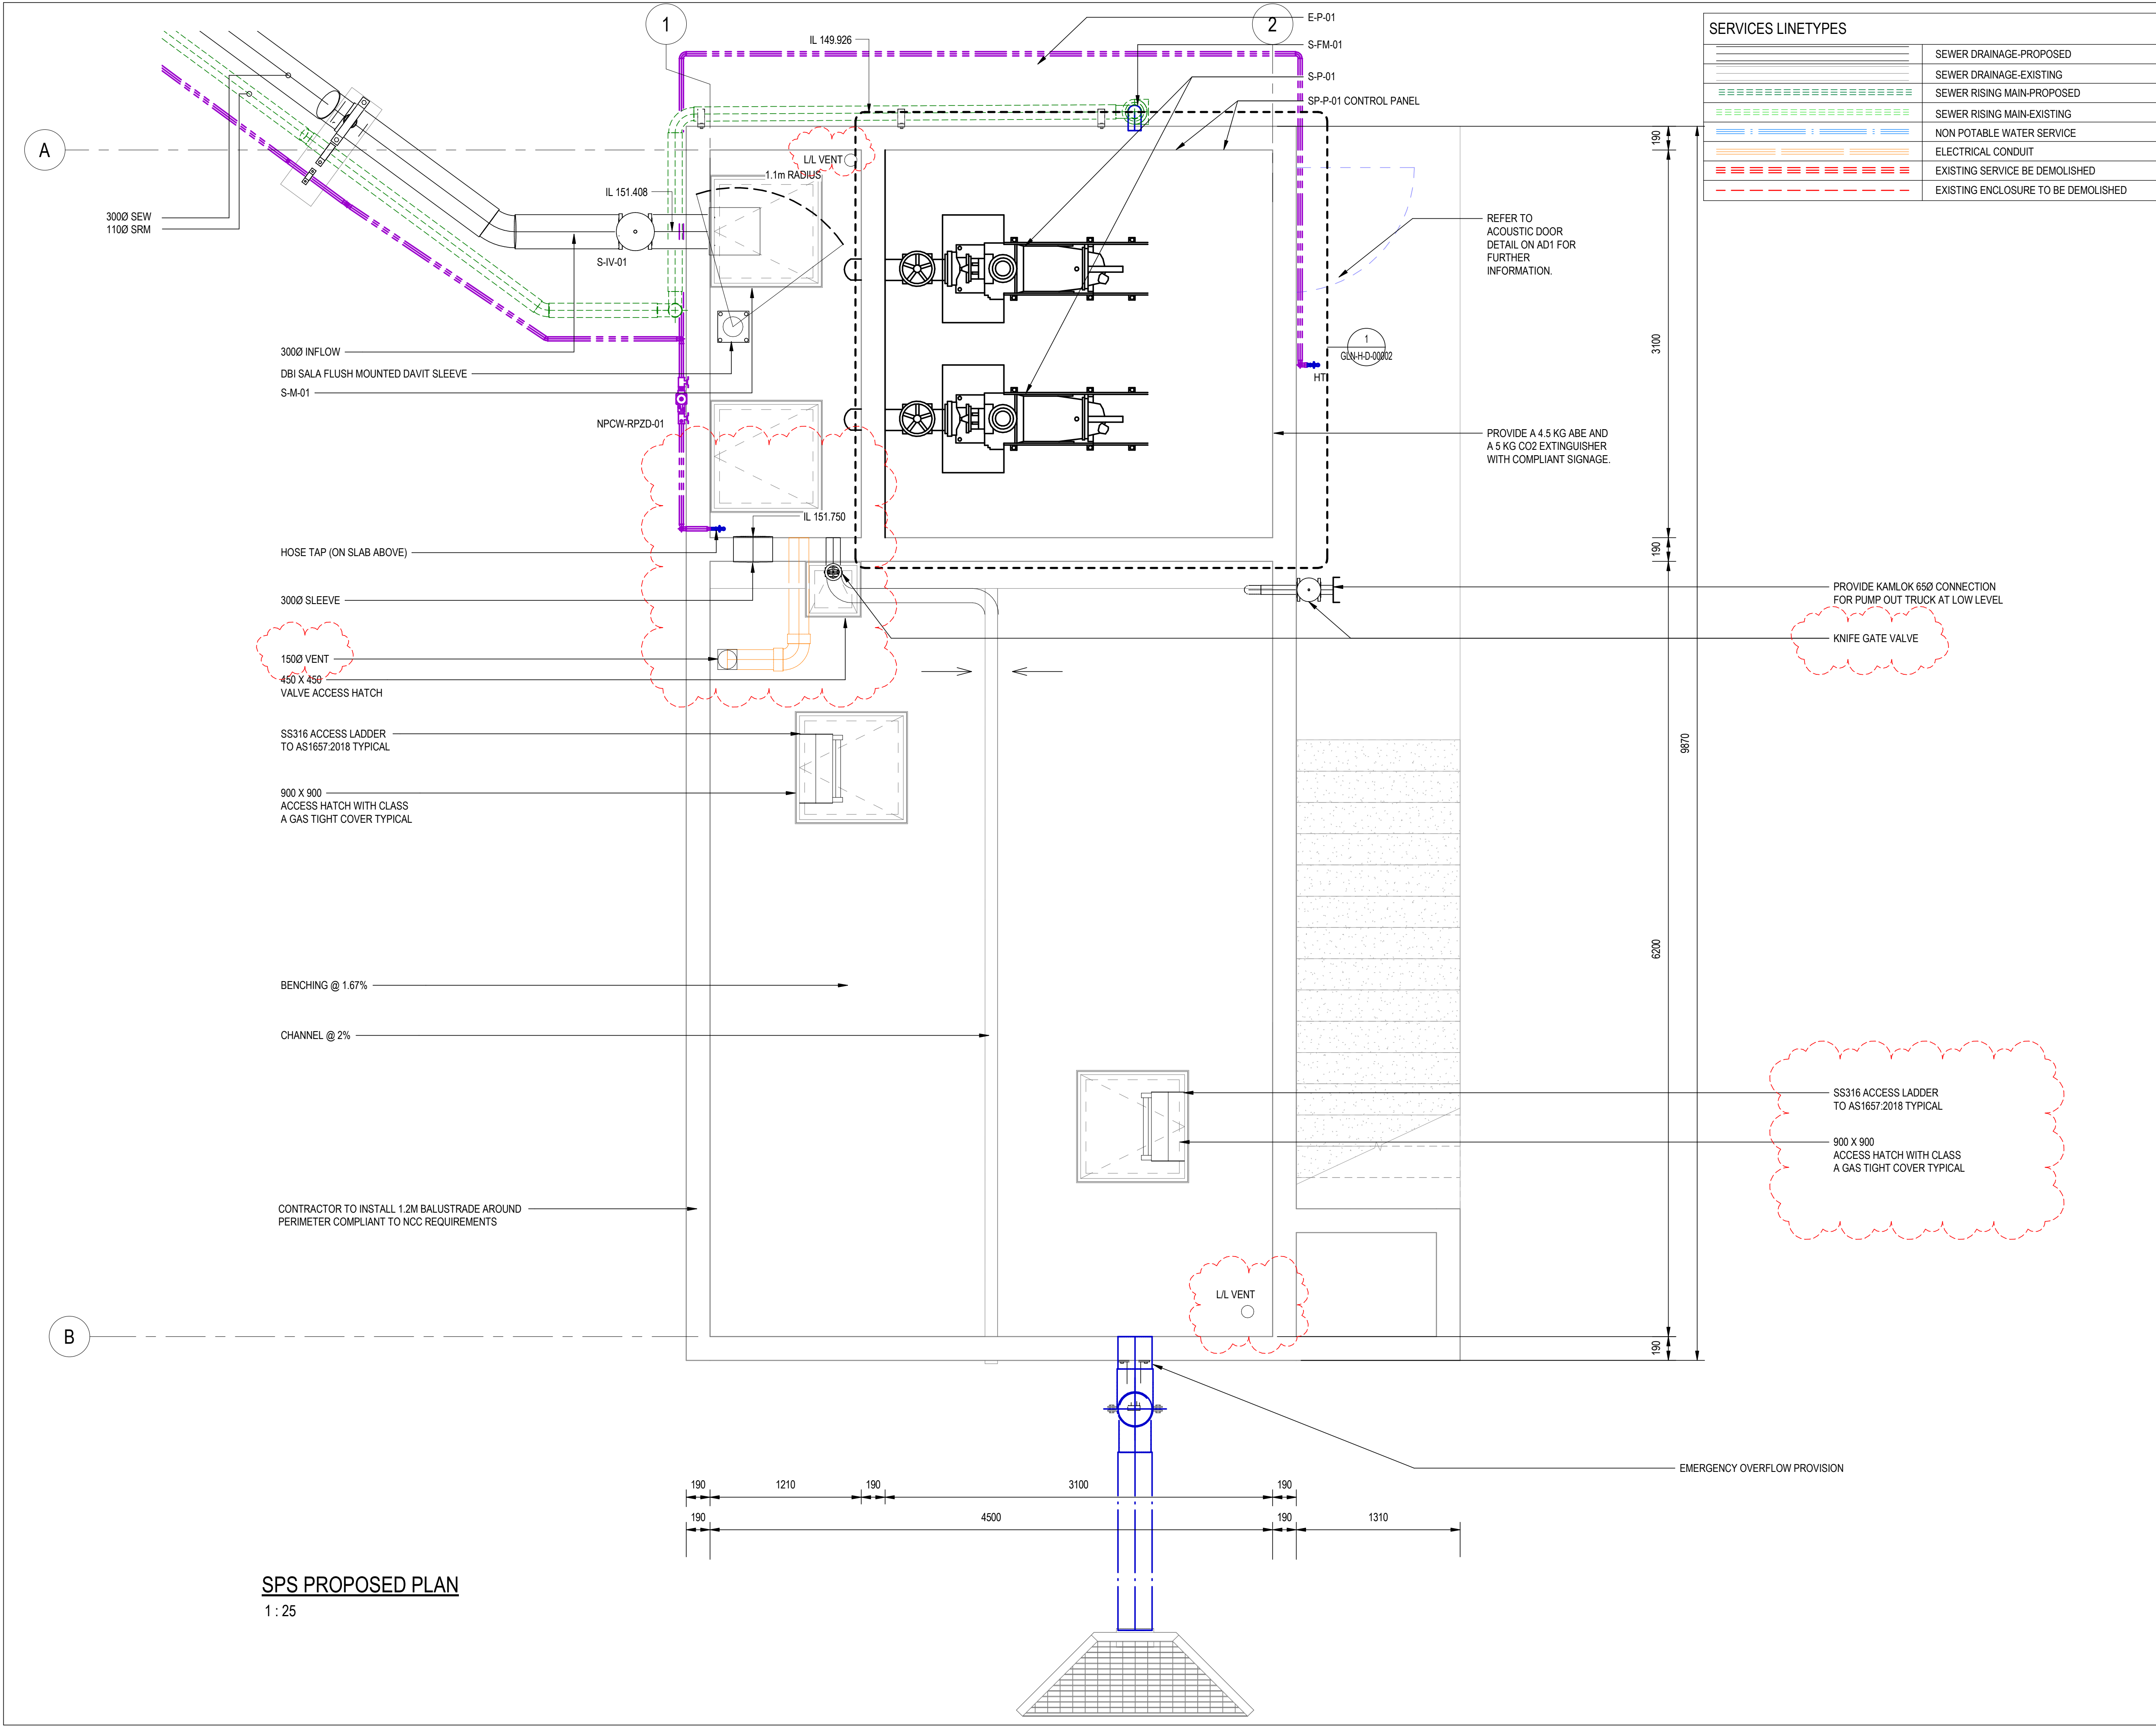 1
2
A
B
E-P-01
S-FM-01
S-P-01
SP-P-01 CONTROL PANEL
IL 149.926
SERVICES LINETYPES
SEWER DRAINAGE-PROPOSED
SEWER DRAINAGE-EXISTING
SEWER RISING MAIN-PROPOSED
SEWER RISING MAIN-EXISTING
NON POTABLE WATER SERVICE
ELECTRICAL CONDUIT
EXISTING SERVICE BE DEMOLISHED
EXISTING ENCLOSURE TO BE DEMOLISHED
L/L VENT
1.1m RADIUS
IL 151.408
S-IV-01
300Ø SEW
110Ø SRM
300Ø INFLOW
DBI SALA FLUSH MOUNTED DAVIT SLEEVE
S-M-01
NPCW-RPZD-01
IL 151.750
HOSE TAP (ON SLAB ABOVE)
300Ø SLEEVE
150Ø VENT
450 X 450
VALVE ACCESS HATCH
SS316 ACCESS LADDER
TO AS1657:2018 TYPICAL
900 X 900
ACCESS HATCH WITH CLASS
A GAS TIGHT COVER TYPICAL
BENCHING @ 1.67%
CHANNEL @ 2%
CONTRACTOR TO INSTALL 1.2M BALUSTRADE AROUND
PERIMETER COMPLIANT TO NCC REQUIREMENTS
REFER TO
ACOUSTIC DOOR
DETAIL ON AD1 FOR
FURTHER
INFORMATION.
1
GLN-H-D-00002
HT
PROVIDE A 4.5 KG ABE AND
A 5 KG CO2 EXTINGUISHER
WITH COMPLIANT SIGNAGE.
PROVIDE KAMLOK 65Ø CONNECTION
FOR PUMP OUT TRUCK AT LOW LEVEL
KNIFE GATE VALVE
SS316 ACCESS LADDER
TO AS1657:2018 TYPICAL
900 X 900
ACCESS HATCH WITH CLASS
A GAS TIGHT COVER TYPICAL
L/L VENT
EMERGENCY OVERFLOW PROVISION
190
3100
190
6200
190
9870
190
1210
190
3100
190
190
4500
190
1310
SPS PROPOSED PLAN
1 : 25